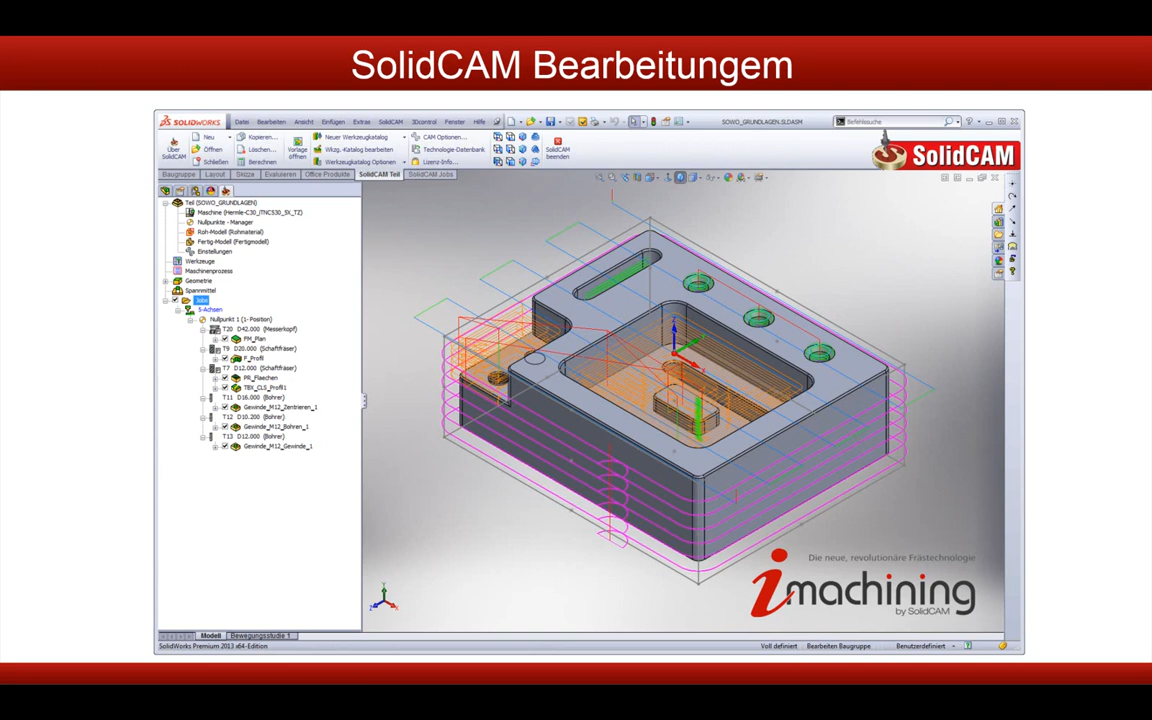 SolidCAM Bearbeitungem
SOLIDWORKS Datei Bearbeiten Ansicht Einfügen Extras SolidCAM 3Dcontrol Fenster Hilfe SOWO_GRUNDLAGEN.SLDASM Befehlssuche
Neu Kopieren... Neuer Werkzeugkatalog CAM Optionen...
Über SolidCAM Öffnen Löschen... Vorlage öffnen Wkzg.-Katalog bearbeiten Technologie-Datenbank SolidCAM beenden
Schließen Berechnen Werkzeugkatalog Optionen Lizenz-Info...
SolidCAM
Baugruppe Layout Skizze Evaluieren Office Produkte SolidCAM Teil SolidCAM Jobs
Teil (SOWO_GRUNDLAGEN)
Maschine (Hermle-C30_iTNC530_5X_TZ)
Nullpunkte - Manager
Roh-Modell (Rohmaterial)
Fertig-Modell (Fertigmodell)
Einstellungen
Werkzeuge
Maschinenprozess
Geometrie
Spannmittel
Jobs
5-Achsen
Nullpunkt 1 (1- Position)
T20 D42.000 (Messerkopf)
FM_Plan
T9 D20.000 (Schaftfräser)
F_Profil
T7 D12.000 (Schaftfräser)
PR_Flaechen
TBX_CLS_Profil1
T11 D16.000 (Bohrer)
Gewinde_M12_Zentrieren_1
T12 D10.200 (Bohrer)
Gewinde_M12_Bohren_1
T13 D12.000 (Bohrer)
Gewinde_M12_Gewinde_1
Die neue, revolutionäre Frästechnologie
imachining
by SolidCAM
Modell Bewegungsstudie 1
SolidWorks Premium 2013 x64-Edition Voll definiert Bearbeiten Baugruppe Benutzerdefiniert